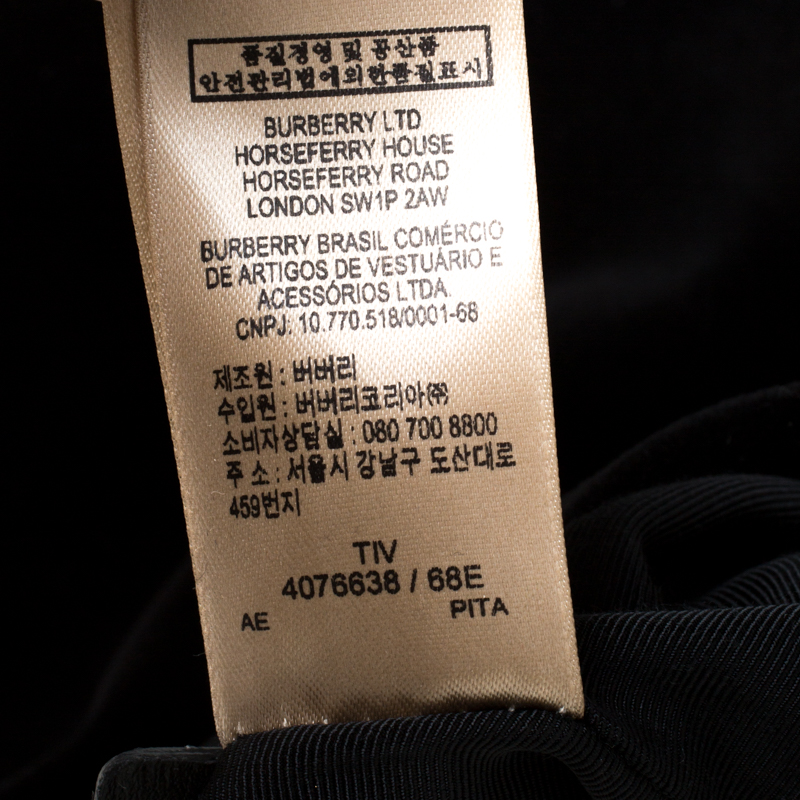 품질경영 및 공산품
안전관리법에의한품질표시
BURBERRY LTD
HORSEFERRY HOUSE
HORSEFERRY ROAD
LONDON SW1P 2AW
BURBERRY BRASIL COMÉRCIO
DE ARTIGOS DE VESTUÁRIO E
ACESSÓRIOS LTDA.
CNPJ. 10.770.518/0001-68
제조원 : 버버리
수입원 : 버버리코리아㈜
소비자상담실 : 080 700 8800
주 소 : 서울시 강남구 도산대로
459번지
TIV
4076638 / 68E
AE PITA